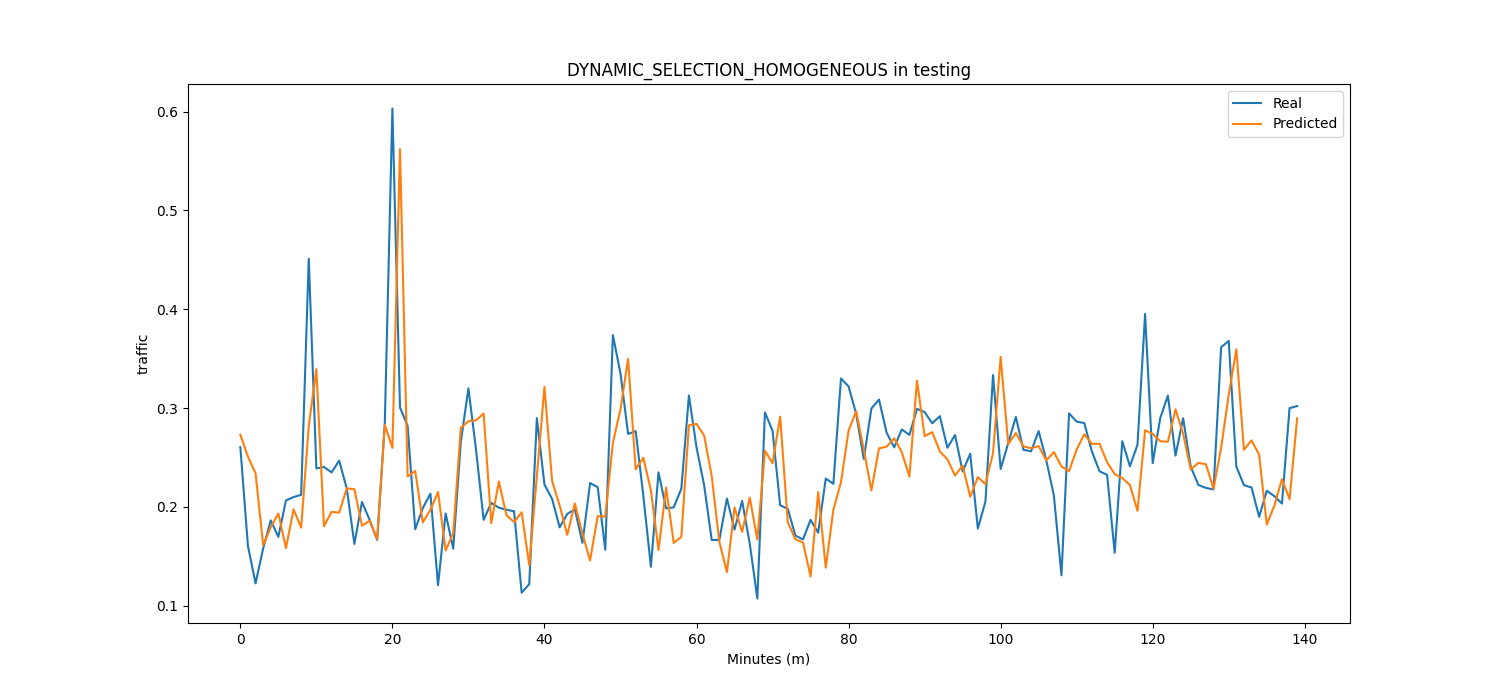 DYNAMIC_SELECTION_HOMOGENEOUS in testing
Real
Predicted
traffic
0.6
0.5
0.4
0.3
0.2
0.1
0 20 40 60 80 100 120 140
Minutes (m)